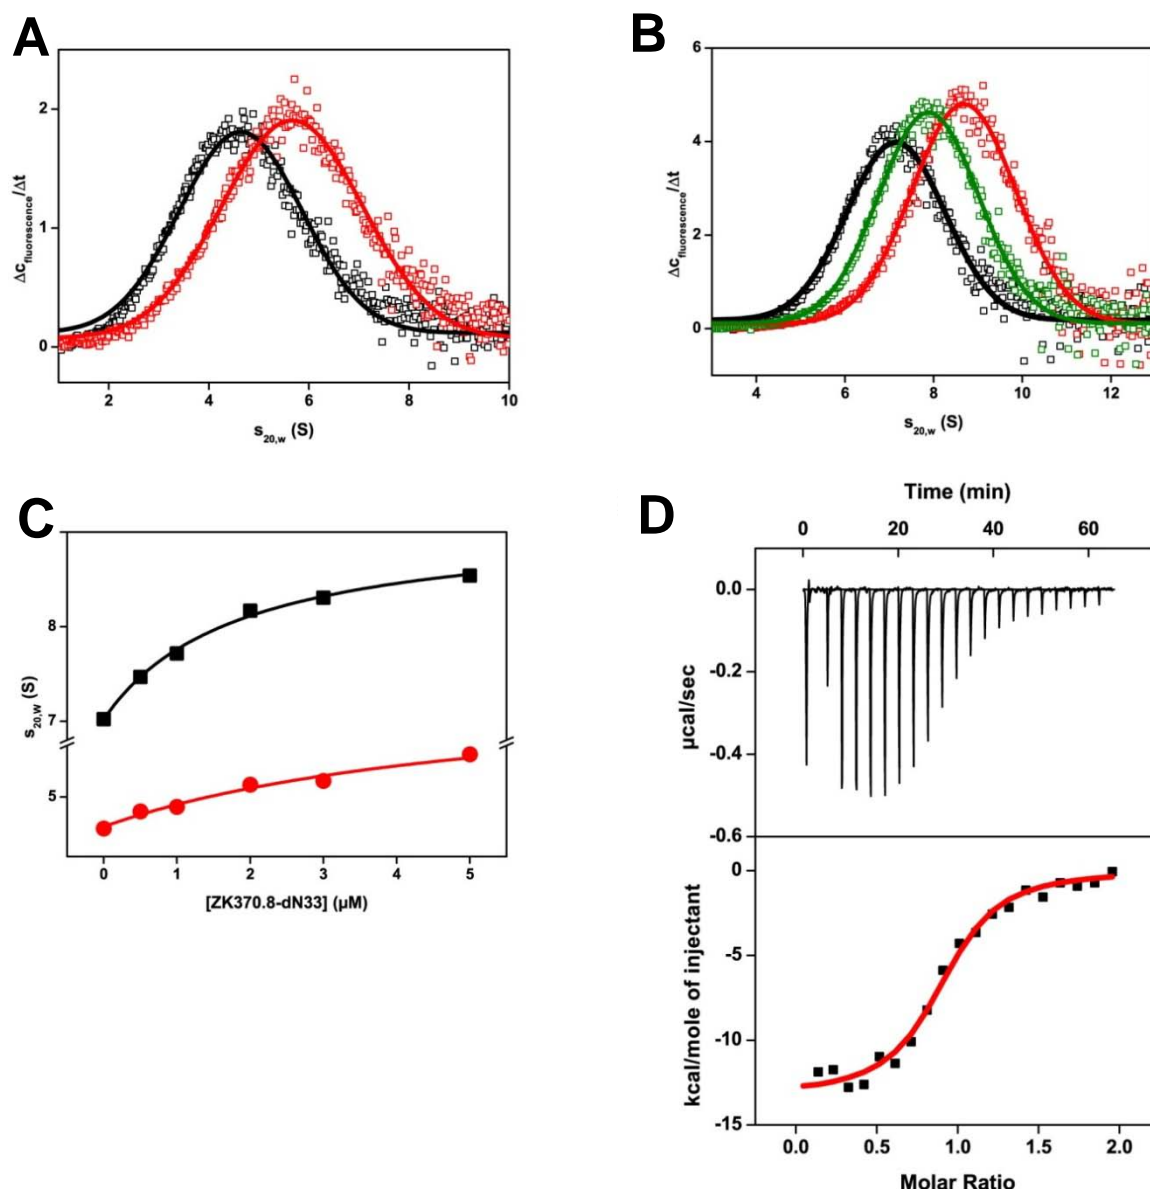 A
Δc_fluorescence/Δt
2
1
0
2 4 6 8 10
s_20,w (S)
B
Δc_fluorescence/Δt
6
4
2
0
4 6 8 10 12
s_20,w (S)
C
s_20,w (S)
8
7
5
0 1 2 3 4 5
[ZK370.8-dN33] (µM)
D
Time (min)
0 20 40 60
µcal/sec
0.0
-0.2
-0.4
-0.6
kcal/mole of injectant
0
-5
-10
-15
0.0 0.5 1.0 1.5 2.0
Molar Ratio